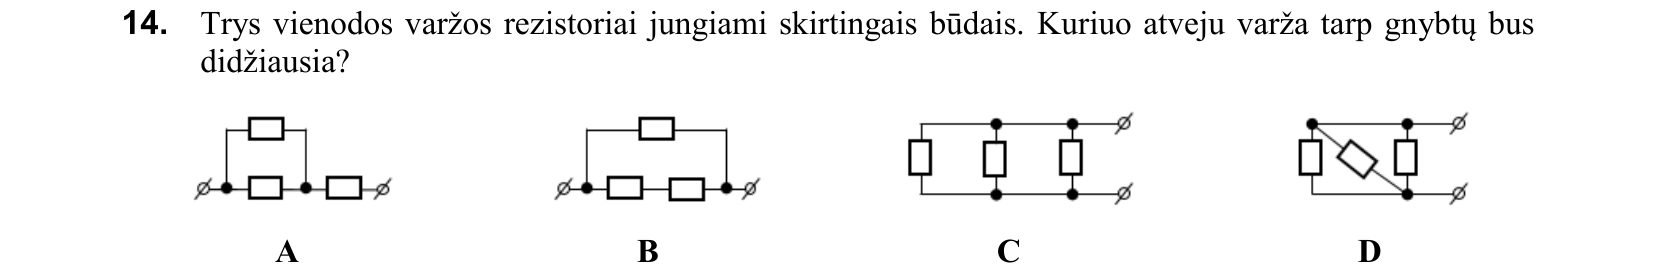 14. Trys vienodos varžos rezistoriai jungiami skirtingais būdais. Kuriuo atveju varža tarp gnybtų bus
didžiausia?
A B C D